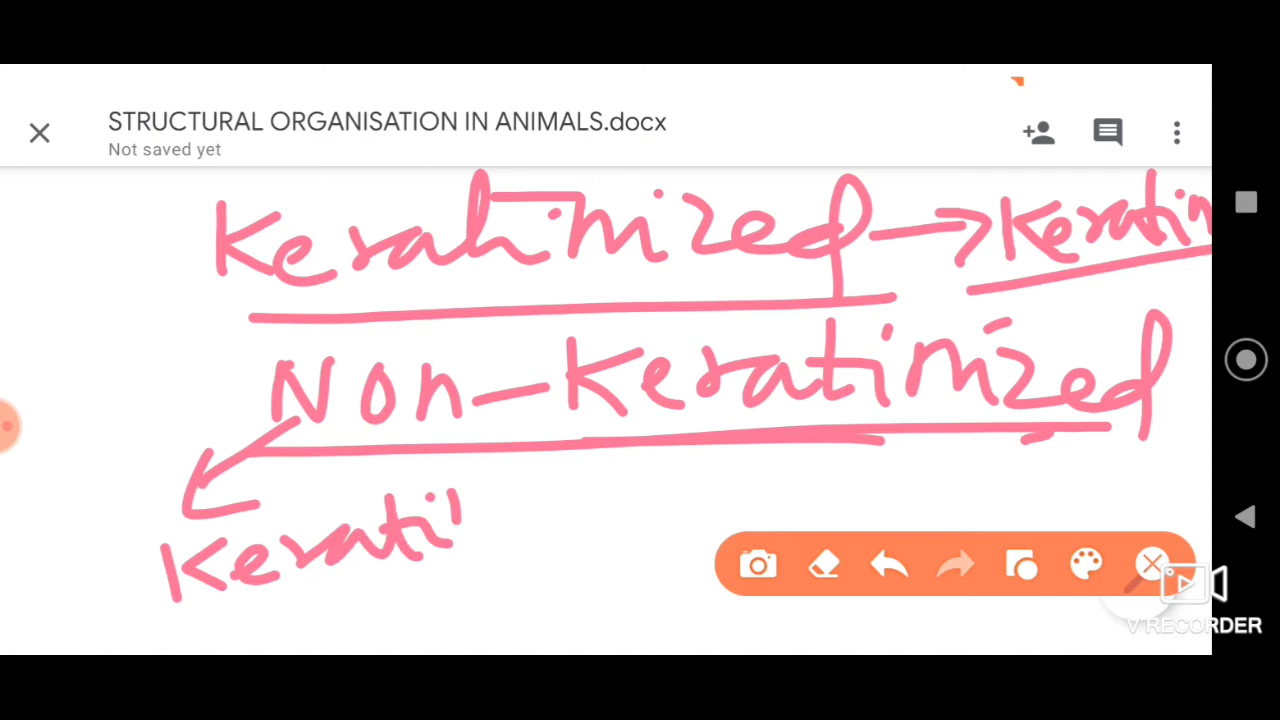 STRUCTURAL ORGANISATION IN ANIMALS.docx
Not saved yet
Keratinized → Keratin
Non-Keratinized
Kerati
V RECORDER